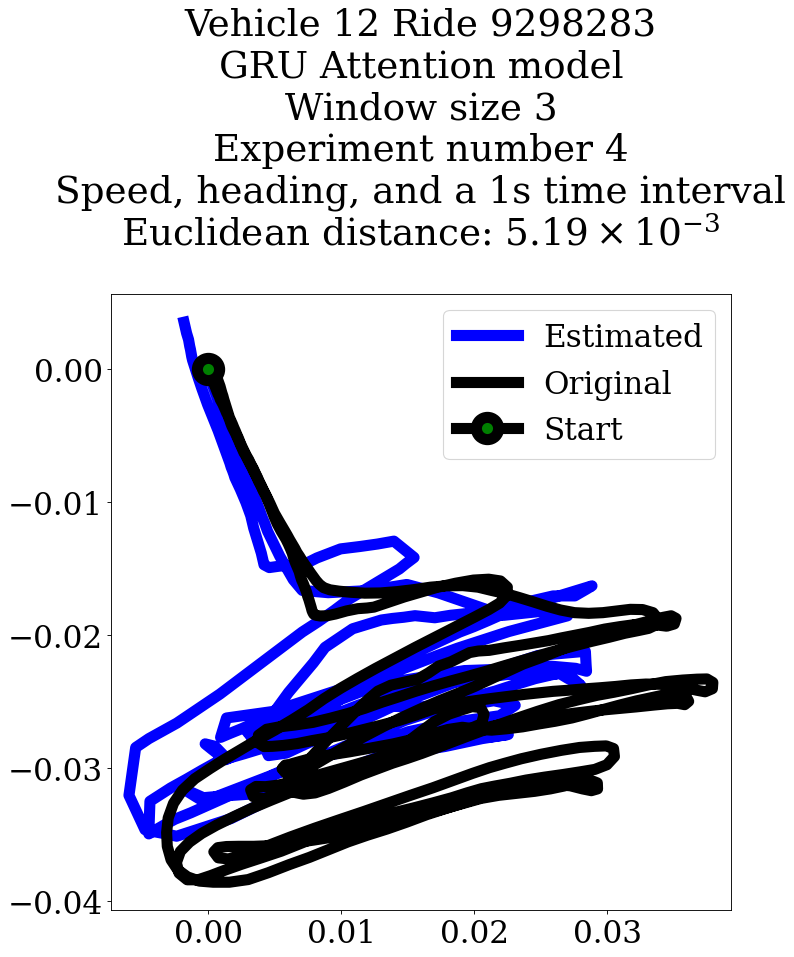 Vehicle 12 Ride 9298283
GRU Attention model
Window size 3
Experiment number 4
Speed, heading, and a 1s time interval
Euclidean distance: 5.19 × 10⁻³
Estimated
Original
Start
0.00
−0.01
−0.02
−0.03
−0.04
0.00 0.01 0.02 0.03